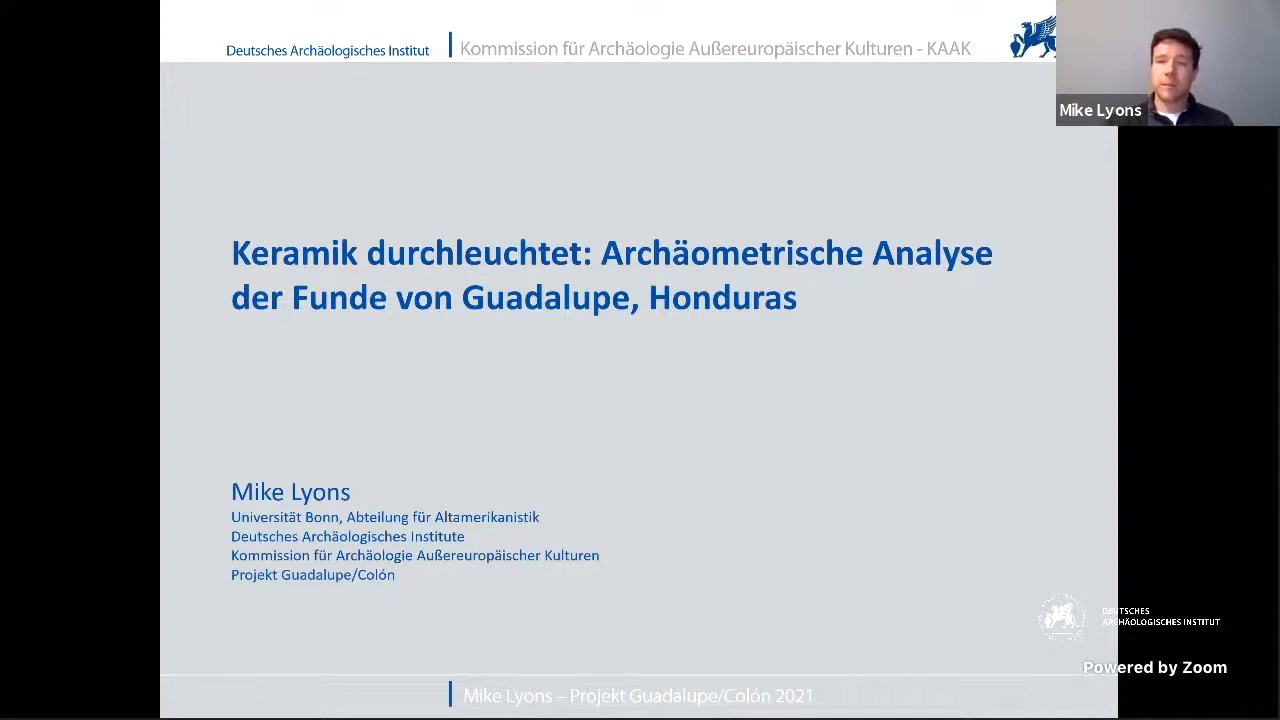 Deutsches Archäologisches Institut
Kommission für Archäologie Außereuropäischer Kulturen - KAAK
Mike Lyons
Keramik durchleuchtet: Archäometrische Analyse
der Funde von Guadalupe, Honduras
Mike Lyons
Universität Bonn, Abteilung für Altamerikanistik
Deutsches Archäologisches Institute
Kommission für Archäologie Außereuropäischer Kulturen
Projekt Guadalupe/Colón
DEUTSCHES
ARCHÄOLOGISCHES INSTITUT
Powered by Zoom
Mike Lyons – Projekt Guadalupe/Colón 2021